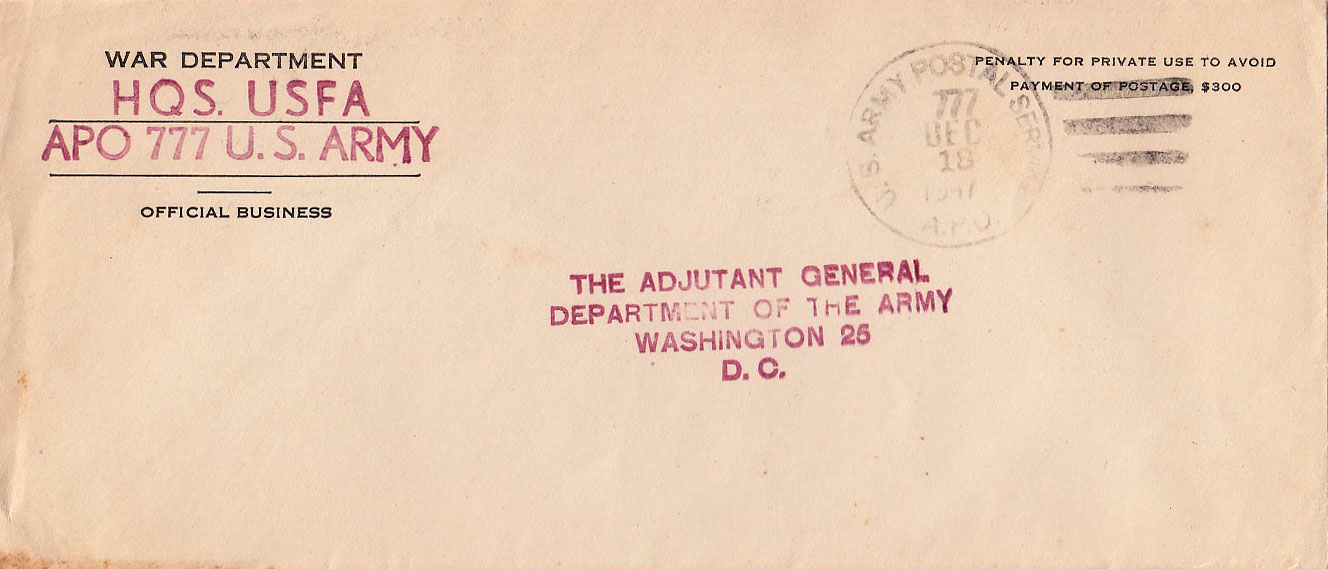 WAR DEPARTMENT
HQS. USFA
APO 777 U. S. ARMY
OFFICIAL BUSINESS
PENALTY FOR PRIVATE USE TO AVOID
PAYMENT OF POSTAGE, $300
U. S. ARMY POSTAL
777
DEC
18
1947
A.P.O.
THE ADJUTANT GENERAL
DEPARTMENT OF THE ARMY
WASHINGTON 25
D. C.